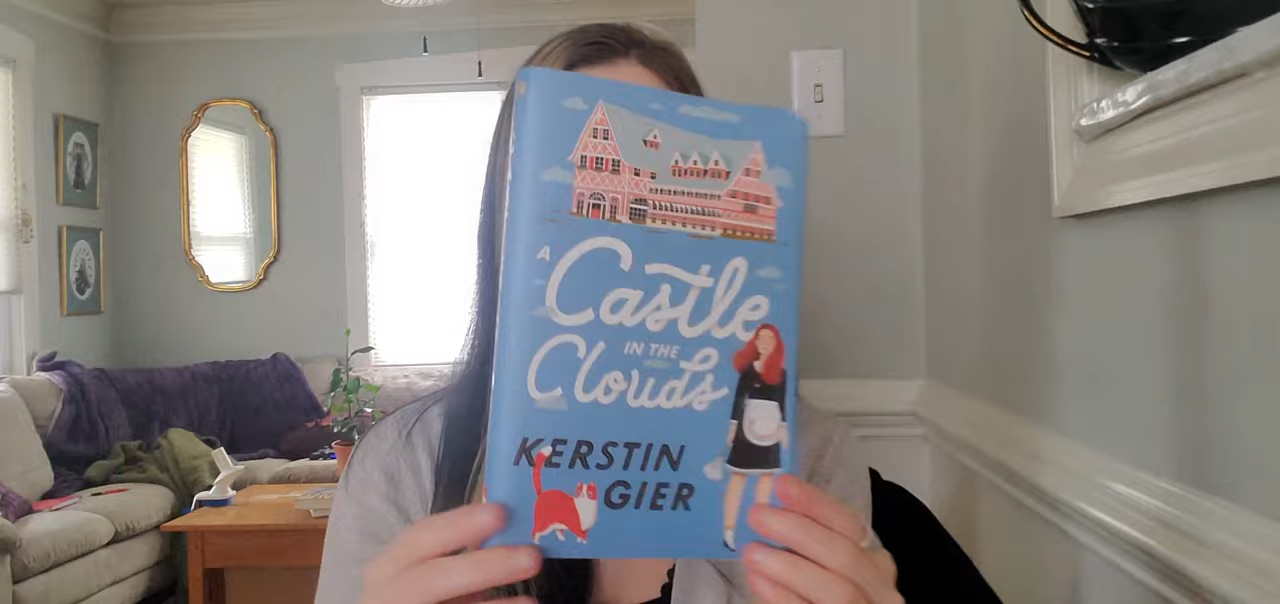 A
Castle
IN THE
Clouds
KERSTIN
GIER